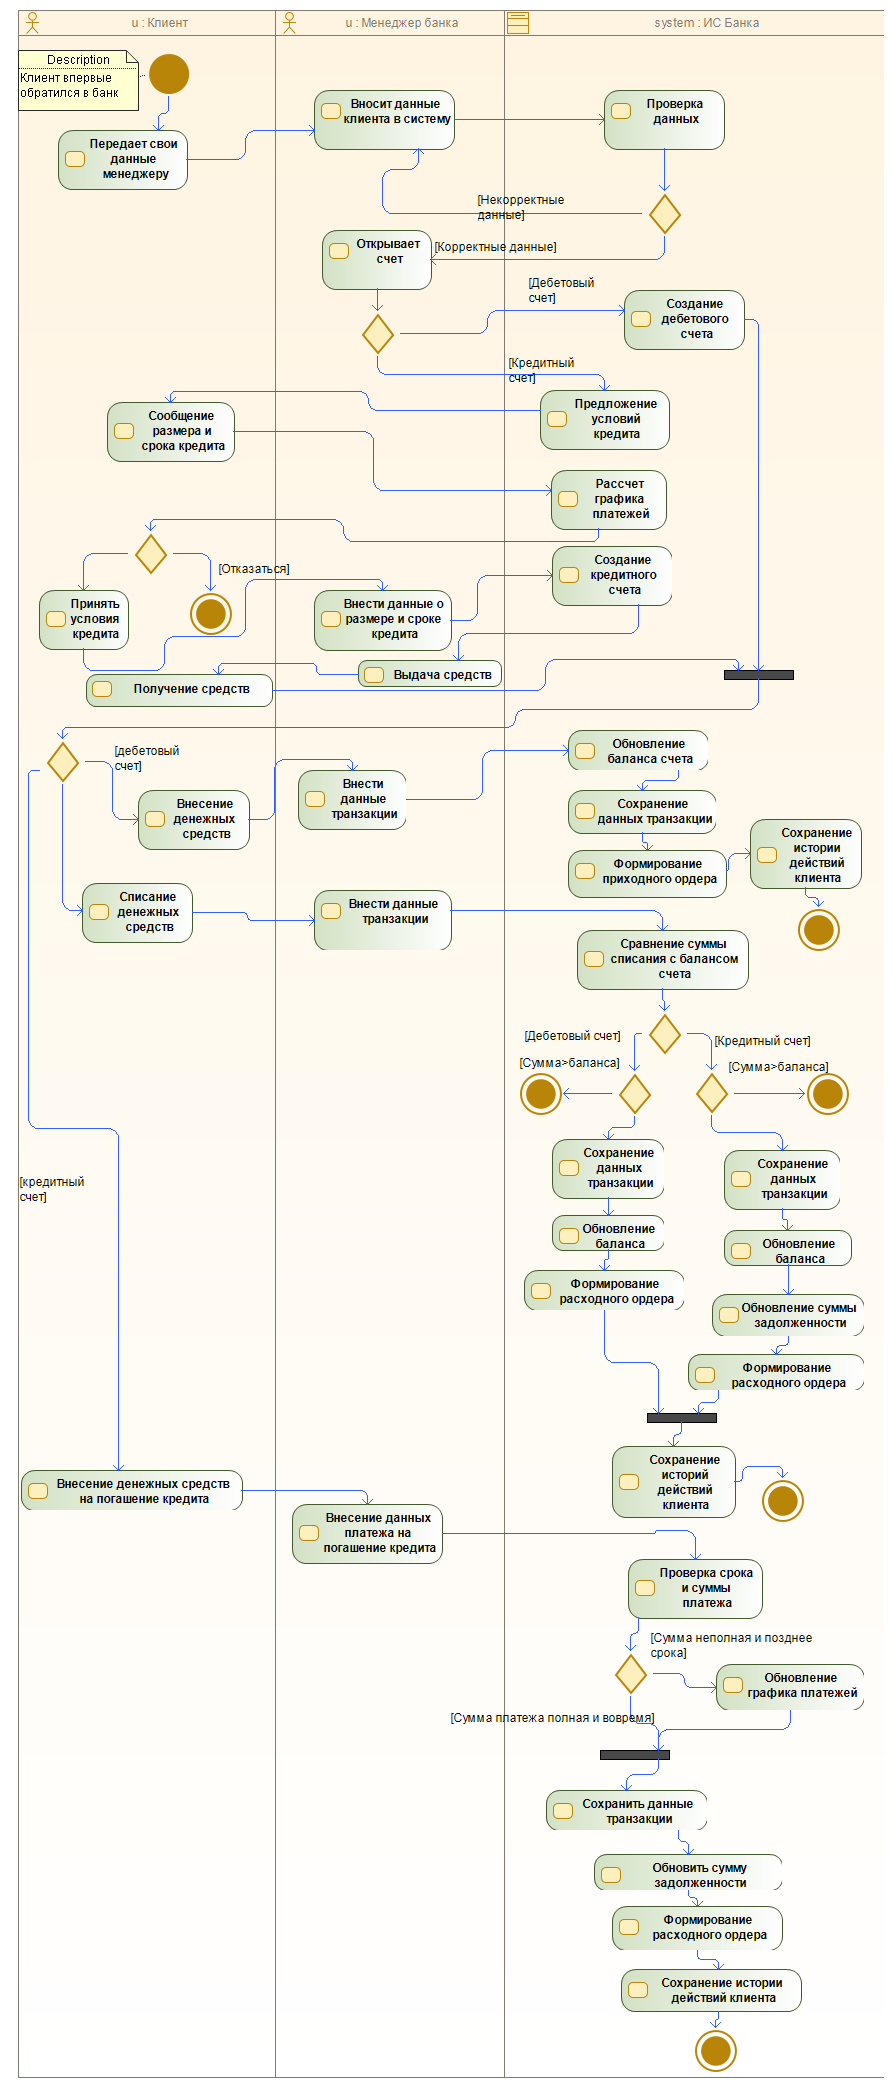 u : Клиент
u : Менеджер банка
system : ИС Банка
Description
Клиент впервые
обратился в банк
Передает свои
данные
менеджеру
Вносит данные
клиента в систему
Проверка
данных
[Некорректные
данные]
Открывает
счет
[Корректные данные]
[Дебетовый
счет]
Создание
дебетового
счета
[Кредитный
счет]
Сообщение
размера и
срока кредита
Предложение
условий
кредита
Рассчет
графика
платежей
[Отказаться]
Принять
условия
кредита
Внести данные о
размере и сроке
кредита
Создание
кредитного
счета
Выдача средств
Получение средств
[дебетовый
счет]
Внесение
денежных
средств
Внести
данные
транзакции
Обновление
баланса счета
Сохранение
данных транзакции
Формирование
приходного ордера
Сохранение
истории
действий
клиента
Списание
денежных
средств
Внести данные
транзакции
Сравнение суммы
списания с балансом
счета
[Дебетовый счет]
[Кредитный счет]
[Сумма>баланса]
[Сумма>баланса]
Сохранение
данных
транзакции
Сохранение
данных
транзакции
[кредитный
счет]
Обновление
баланса
Обновление
баланса
Формирование
расходного ордера
Обновление суммы
задолженности
Формирование
расходного ордера
Сохранение
историй
действий
клиента
Внесение денежных средств
на погашение кредита
Внесение данных
платежа на
погашение кредита
Проверка срока
и суммы
платежа
[Сумма неполная и позднее
срока]
Обновление
графика платежей
[Сумма платежа полная и вовремя]
Сохранить данные
транзакции
Обновить сумму
задолженности
Формирование
расходного ордера
Сохранение истории
действий клиента